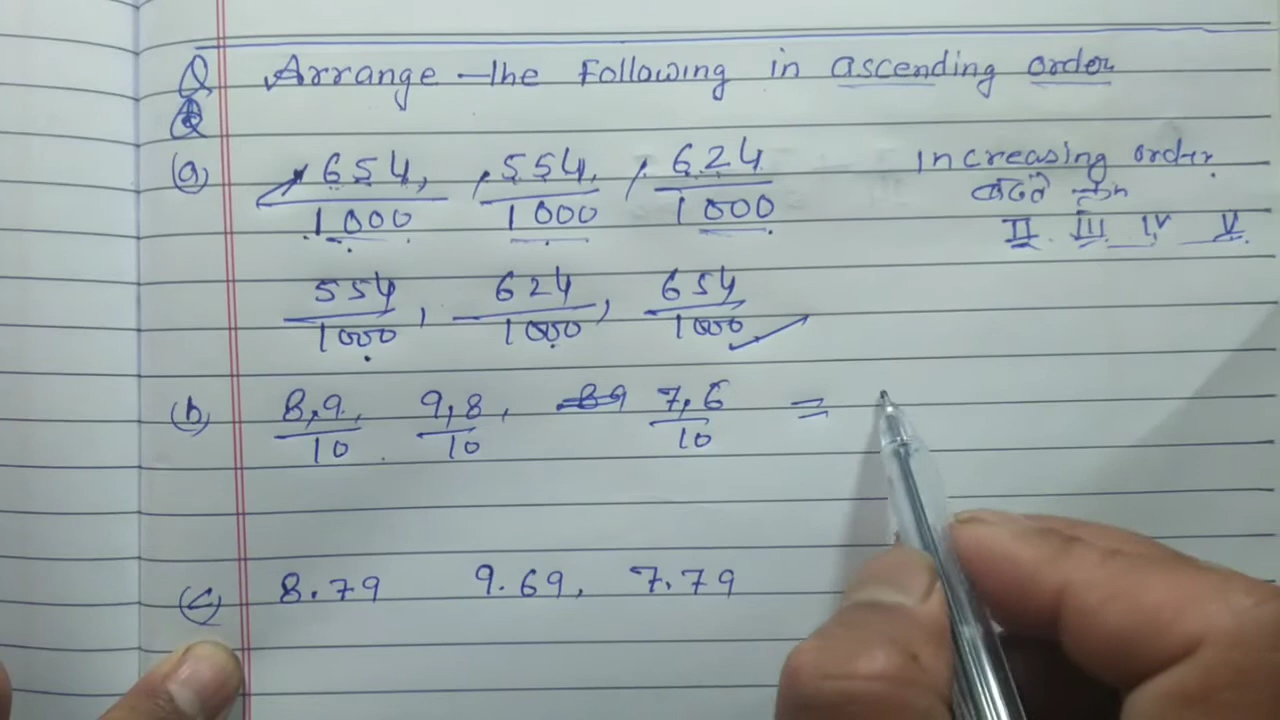 Q Arrange the Following in ascending order
Q
(a) 654, 554, 624 Increasing order
1000 1000 1000 बढते क्रम
II III IV V
554, 624, 654
1000 1000 1000
(b) 8,9, 9,8, 89 7,6 =
10 10 10
(c) 8.79 9.69, 7.79